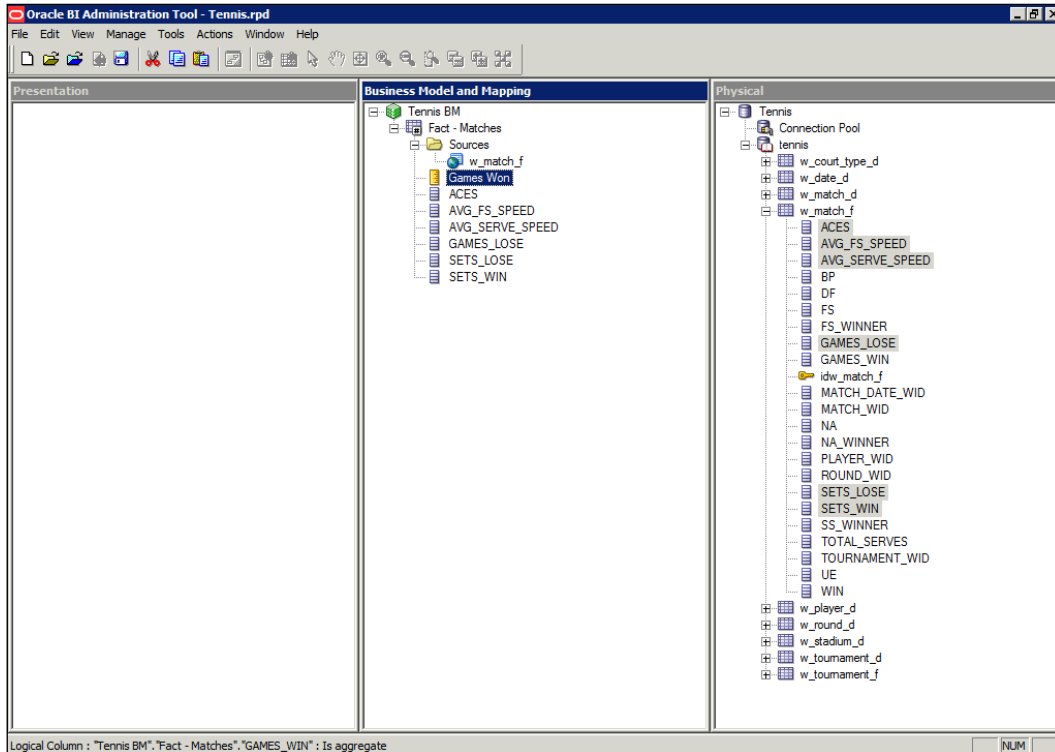 Oracle BI Administration Tool - Tennis.rpd
File Edit View Manage Tools Actions Window Help
Presentation
Business Model and Mapping
Tennis BM
Fact - Matches
Sources
w_match_f
Games Won
ACES
AVG_FS_SPEED
AVG_SERVE_SPEED
GAMES_LOSE
SETS_LOSE
SETS_WIN
Physical
Tennis
Connection Pool
tennis
w_court_type_d
w_date_d
w_match_d
w_match_f
ACES
AVG_FS_SPEED
AVG_SERVE_SPEED
BP
DF
FS
FS_WINNER
GAMES_LOSE
GAMES_WIN
idw_match_f
MATCH_DATE_WID
MATCH_WID
NA
NA_WINNER
PLAYER_WID
ROUND_WID
SETS_LOSE
SETS_WIN
SS_WINNER
TOTAL_SERVES
TOURNAMENT_WID
UE
WIN
w_player_d
w_round_d
w_stadium_d
w_tournament_d
w_tournament_f
Logical Column : "Tennis BM"."Fact - Matches"."GAMES_WIN" : Is aggregate
NUM